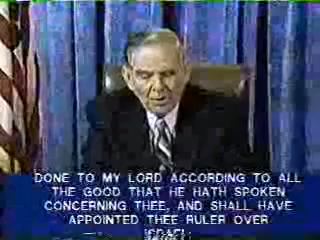 DONE TO MY LORD ACCORDING TO ALL
THE GOOD THAT HE HATH SPOKEN
CONCERNING THEE, AND SHALL HAVE
APPOINTED THEE RULER OVER
ISRAEL;